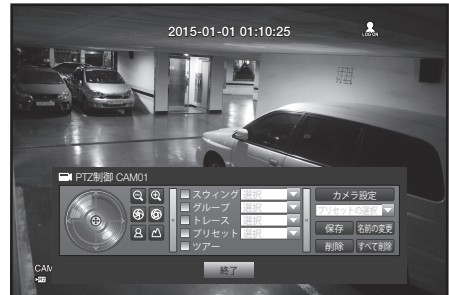 2015-01-01 01:10:25
LOG ON
PTZ制御 CAM01
スウィング 選択
グループ 選択
トレース 選択
プリセット 選択
ツアー
カメラ設定
プリセットの選択
保存 名前の変更
削除 すべて削除
終了
CAM